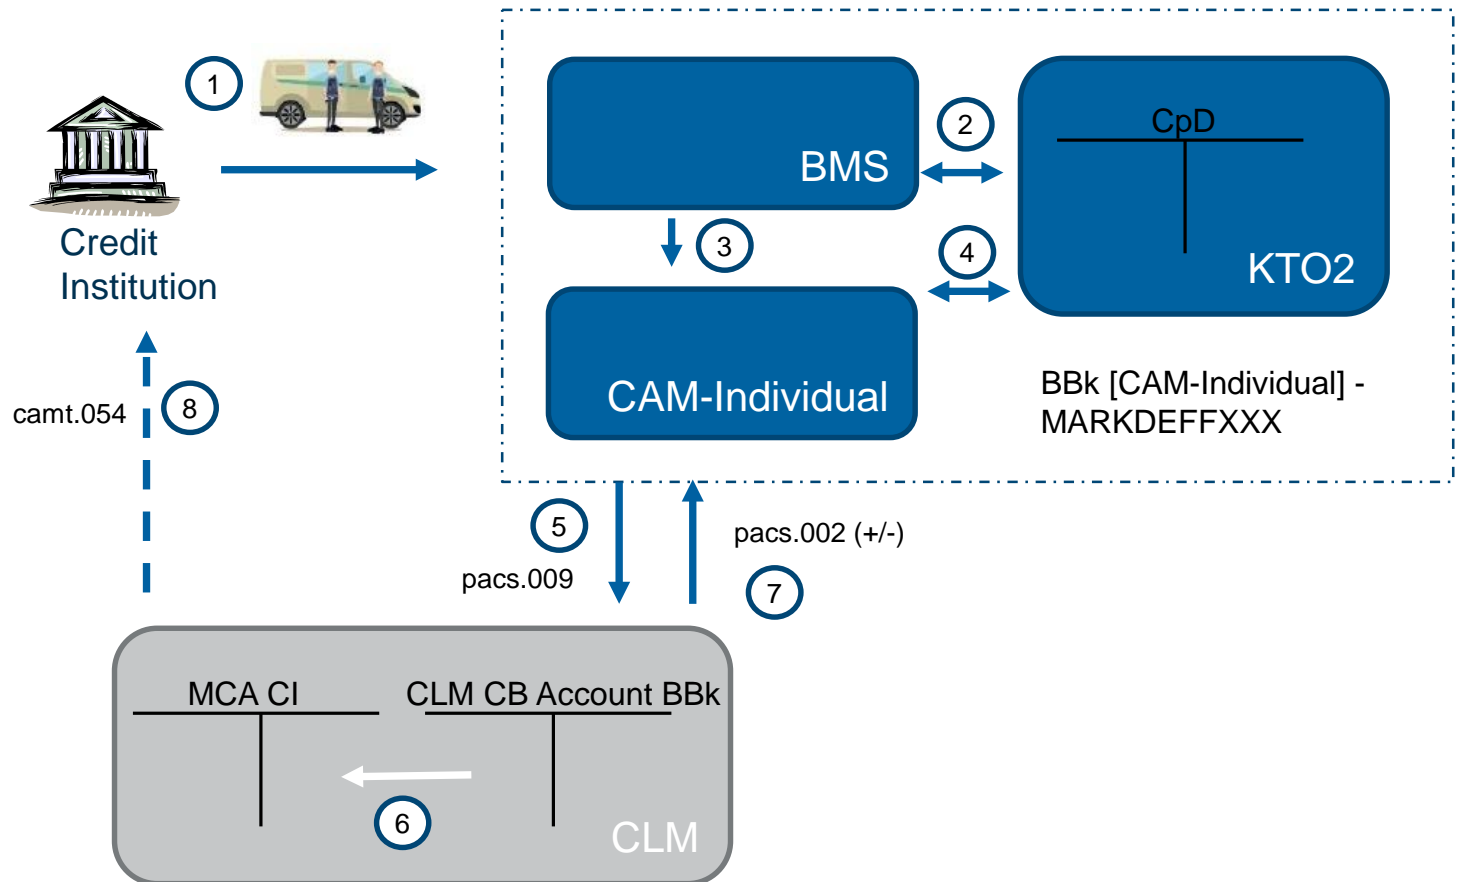 1
BMS
2
CpD
KTO2
Credit
Institution
3
4
CAM-Individual
BBk [CAM-Individual] -
MARKDEFFXXX
camt.054
8
5
pacs.009
pacs.002 (+/-)
7
MCA CI
CLM CB Account BBk
6
CLM